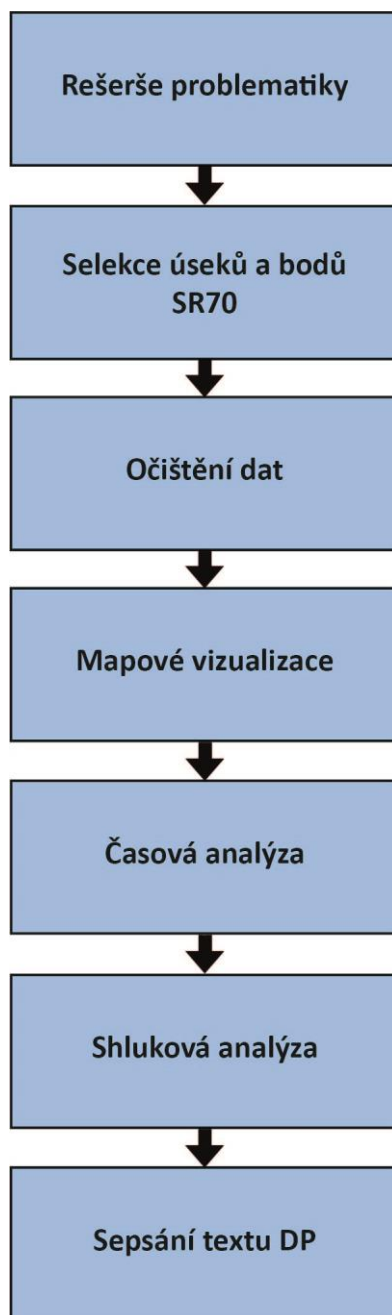 Rešerše problematiky
Selekce úseků a bodů
SR70
Očištění dat
Mapové vizualizace
Časová analýza
Shluková analýza
Sepsání textu DP